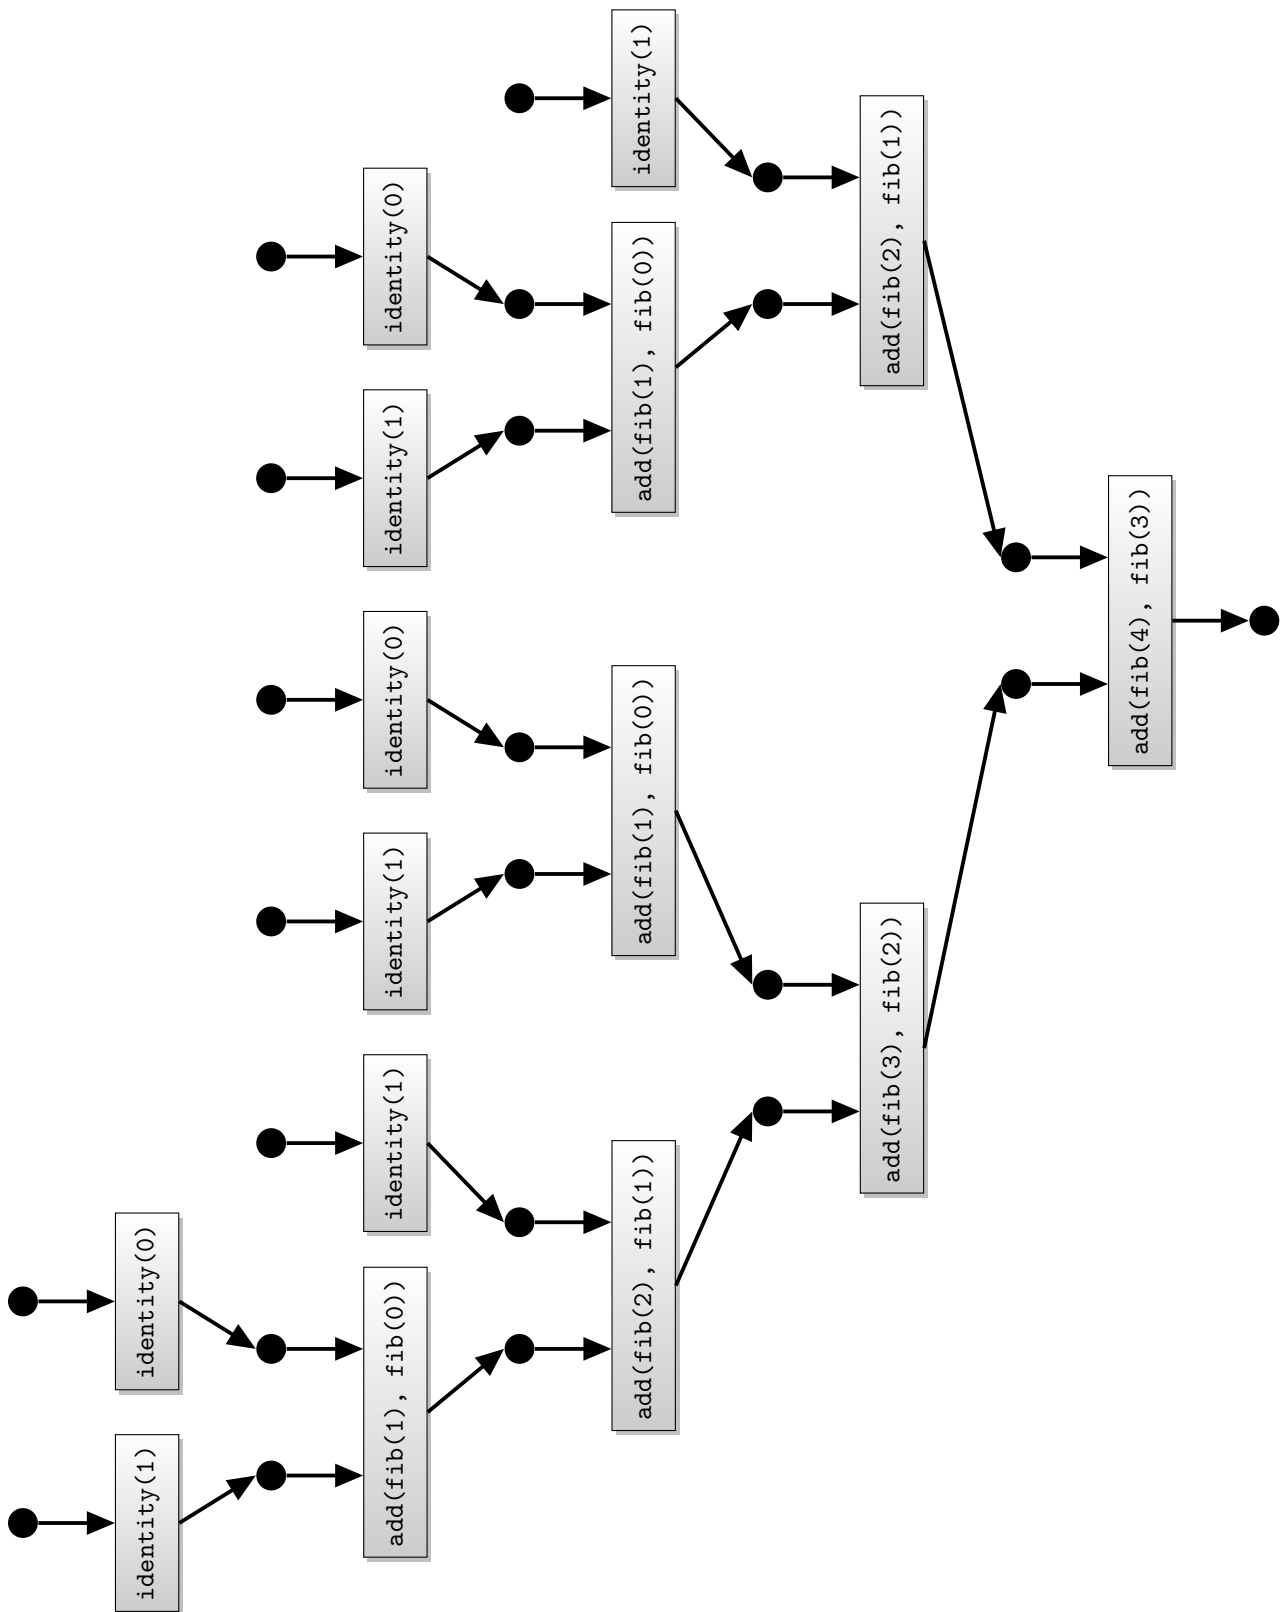 identity(1)
add(fib(2), fib(1))
identity(0)
add(fib(1), fib(0))
identity(1)
add(fib(4), fib(3))
identity(0)
add(fib(1), fib(0))
identity(1)
add(fib(3), fib(2))
identity(1)
add(fib(2), fib(1))
identity(0)
add(fib(1), fib(0))
identity(1)